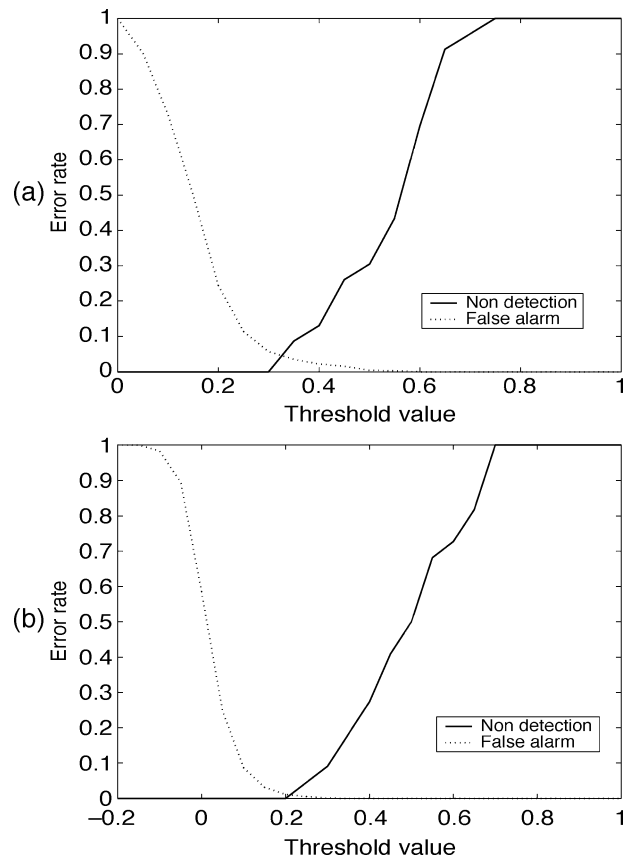 1
0.9
0.8
0.7
0.6
0.5
0.4
0.3
0.2
0.1
0
(a)
Error rate
Non detection
False alarm
0 0.2 0.4 0.6 0.8 1
Threshold value
1
0.9
0.8
0.7
0.6
0.5
0.4
0.3
0.2
0.1
0
(b)
Error rate
Non detection
False alarm
−0.2 0 0.2 0.4 0.6 0.8 1
Threshold value